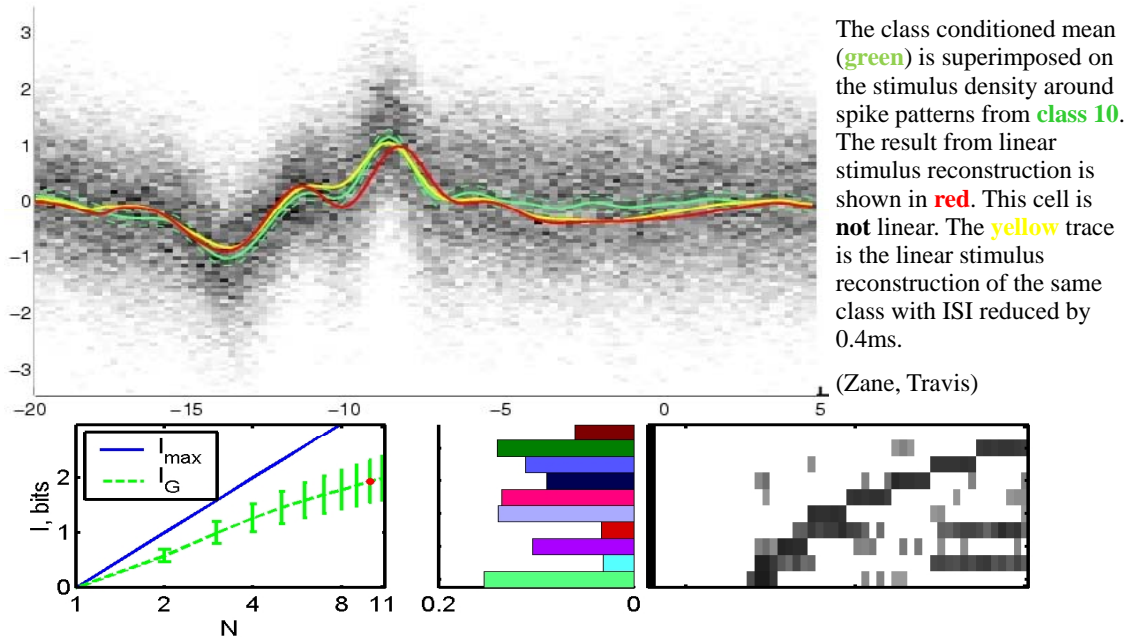 3
2
1
0
−1
−2
−3
−20
−15
−10
−5
0
5
The class conditioned mean
(green) is superimposed on
the stimulus density around
spike patterns from class 10.
The result from linear
stimulus reconstruction is
shown in red. This cell is
not linear. The yellow trace
is the linear stimulus
reconstruction of the same
class with ISI reduced by
0.4ms.
(Zane, Travis)
I, bits
2
1
0
I max
I G
1
2
4
8
11
N
0.2
0